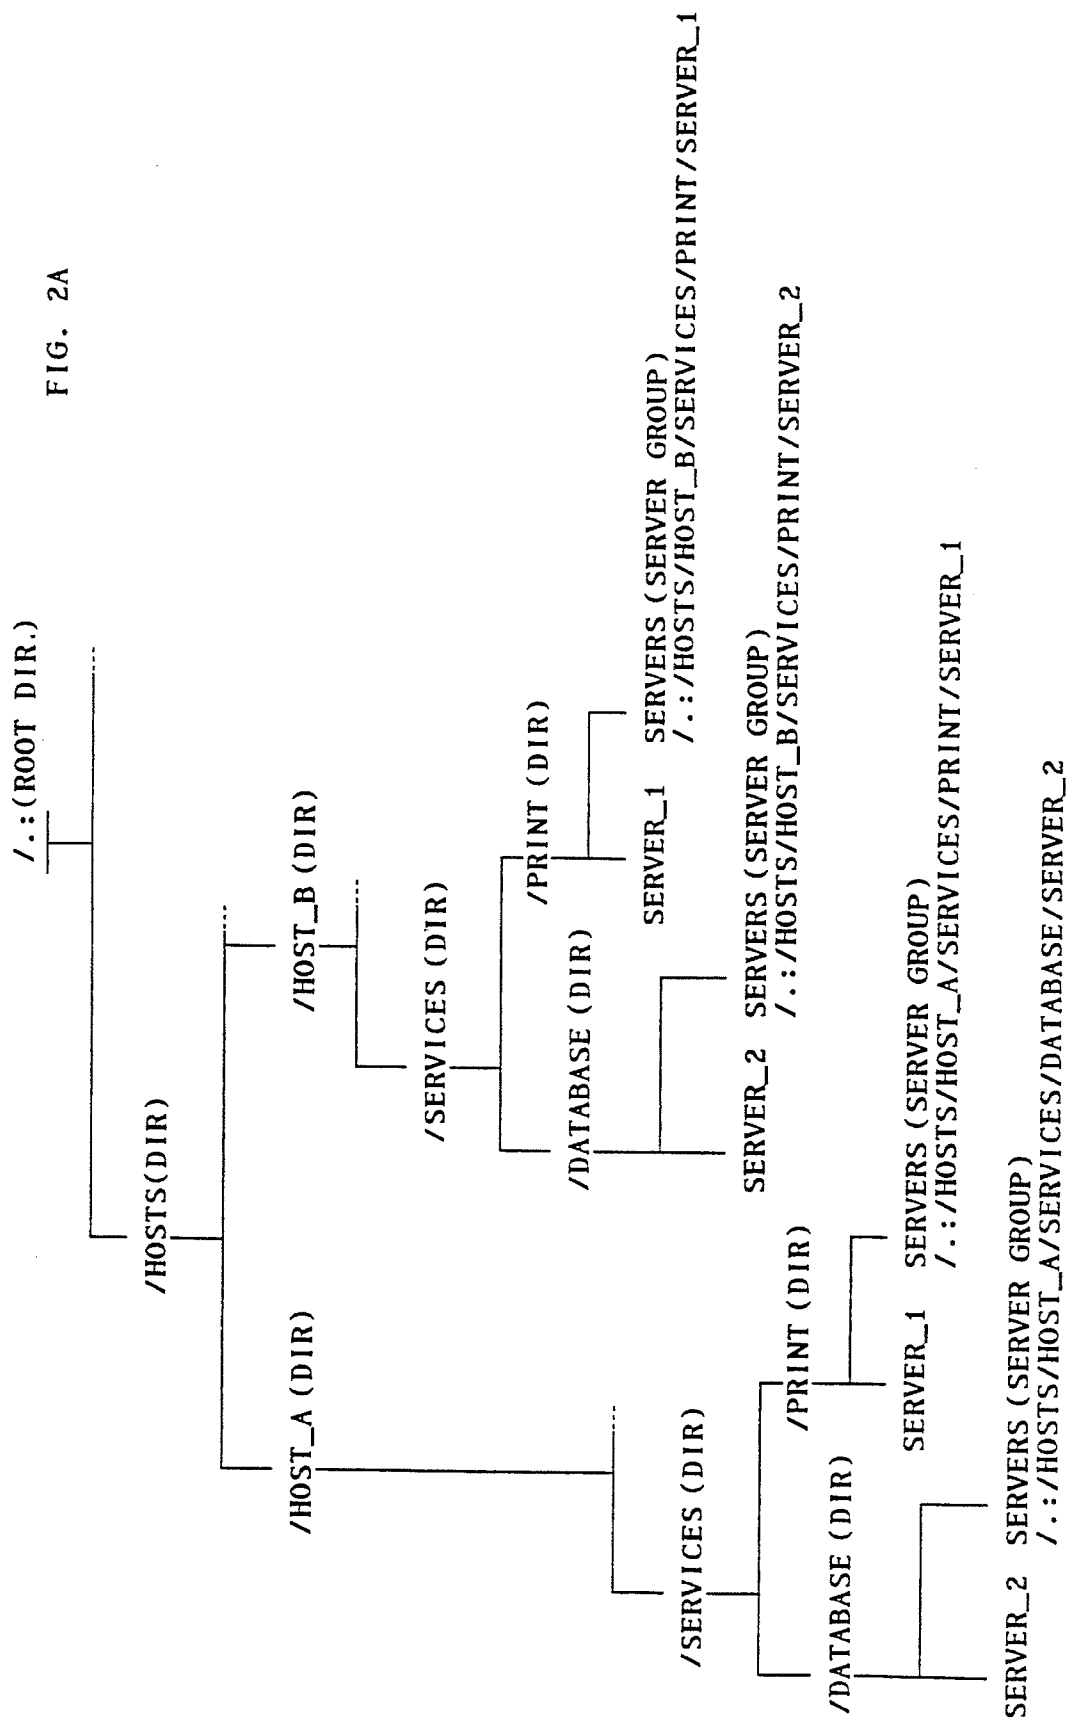 FIG. 2A
/.:(ROOT DIR.)
/HOSTS(DIR)
/HOST_A (DIR)
/HOST_B (DIR)
/SERVICES (DIR)
/DATABASE (DIR)
/PRINT (DIR)
SERVER_1
SERVERS (SERVER GROUP)
/.:/HOSTS/HOST_B/SERVICES/PRINT/SERVER_1
SERVER_2
SERVERS (SERVER GROUP)
/.:/HOSTS/HOST_B/SERVICES/PRINT/SERVER_2
/SERVICES (DIR)
/DATABASE (DIR)
/PRINT (DIR)
SERVER_1
SERVERS (SERVER GROUP)
/.:/HOSTS/HOST_A/SERVICES/PRINT/SERVER_1
SERVER_2
SERVERS (SERVER GROUP)
/.:/HOSTS/HOST_A/SERVICES/DATABASE/SERVER_2